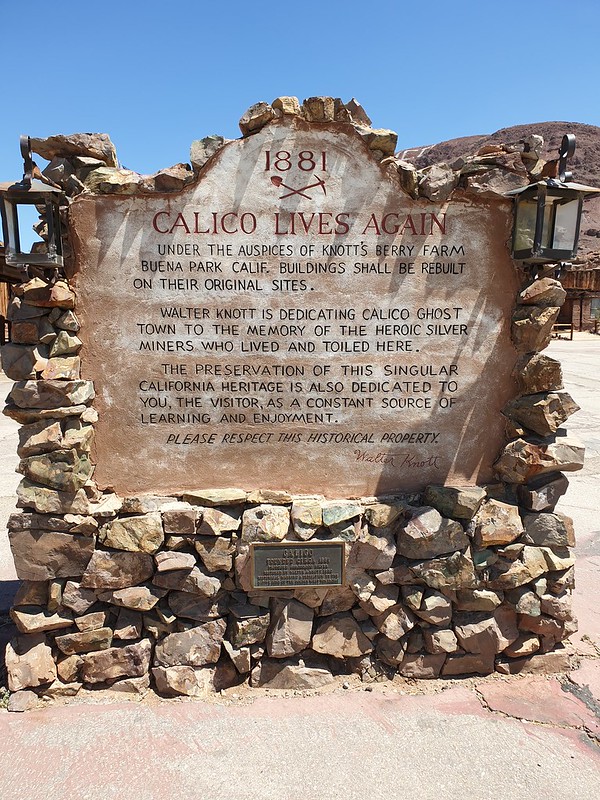 1881
CALICO LIVES AGAIN
UNDER THE AUSPICES OF KNOTT'S BERRY FARM
BUENA PARK CALIF. BUILDINGS SHALL BE REBUILT
ON THEIR ORIGINAL SITES.
WALTER KNOTT IS DEDICATING CALICO GHOST
TOWN TO THE MEMORY OF THE HEROIC SILVER
MINERS WHO LIVED AND TOILED HERE.
THE PRESERVATION OF THIS SINGULAR
CALIFORNIA HERITAGE IS ALSO DEDICATED TO
YOU, THE VISITOR, AS A CONSTANT SOURCE OF
LEARNING AND ENJOYMENT.
PLEASE RESPECT THIS HISTORICAL PROPERTY.
Walter Knott
CALICO